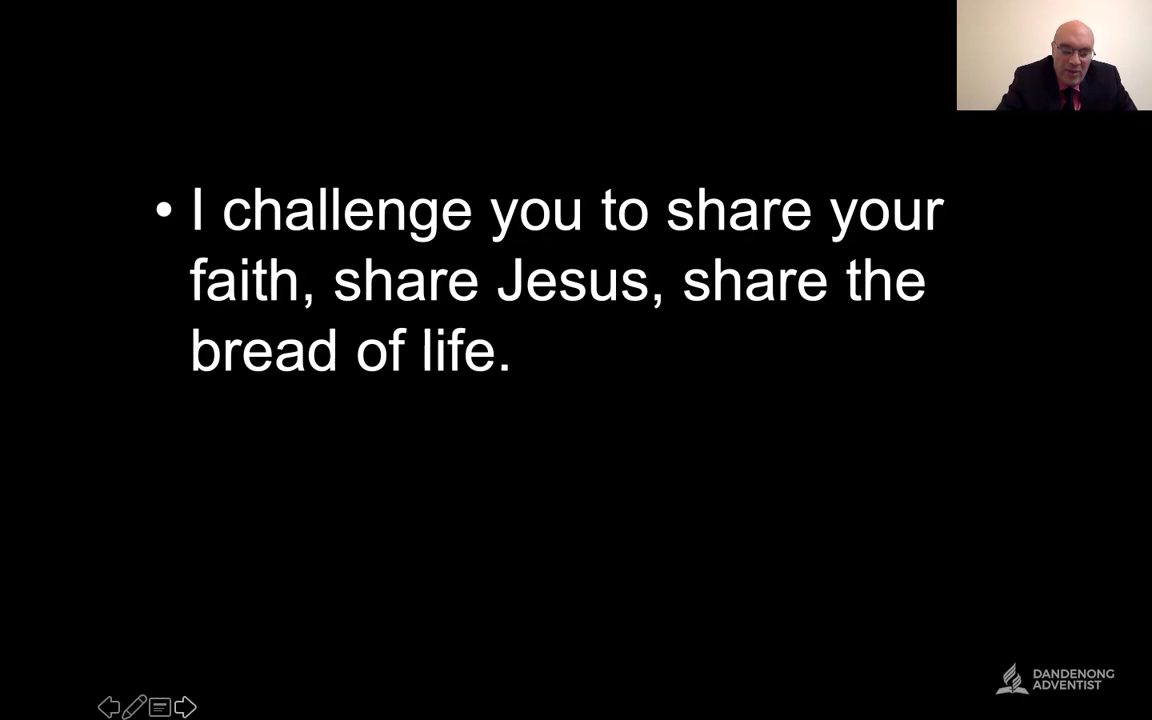 • I challenge you to share your
faith, share Jesus, share the
bread of life.
DANDENONG
ADVENTIST